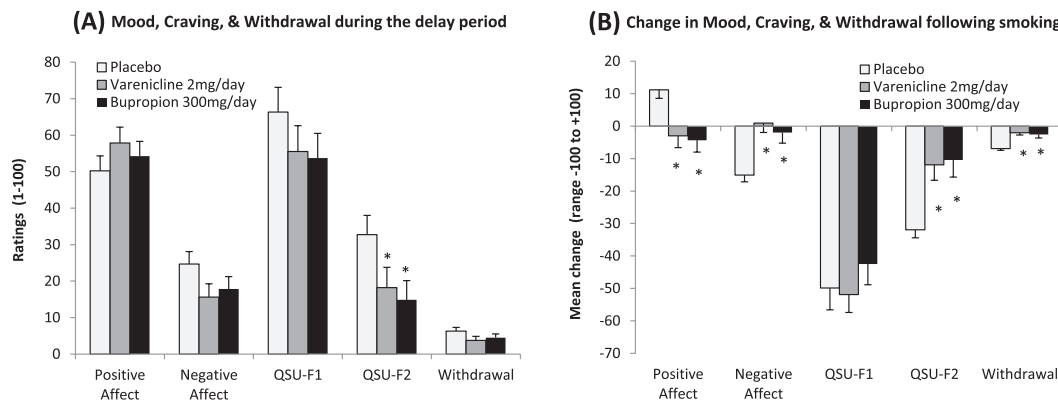 (A) Mood, Craving, & Withdrawal during the delay period
80
70
60
50
40
30
20
10
0
Ratings (1-100)
Placebo
Varenicline 2mg/day
Bupropion 300mg/day
* *
Positive Affect
Negative Affect
QSU-F1
QSU-F2
Withdrawal
(B) Change in Mood, Craving, & Withdrawal following smoking
20
10
0
-10
-20
-30
-40
-50
-60
-70
Mean change (range -100 to +100)
Placebo
Varenicline 2mg/day
Bupropion 300mg/day
* *
* *
* *
* *
Positive Affect
Negative Affect
QSU-F1
QSU-F2
Withdrawal